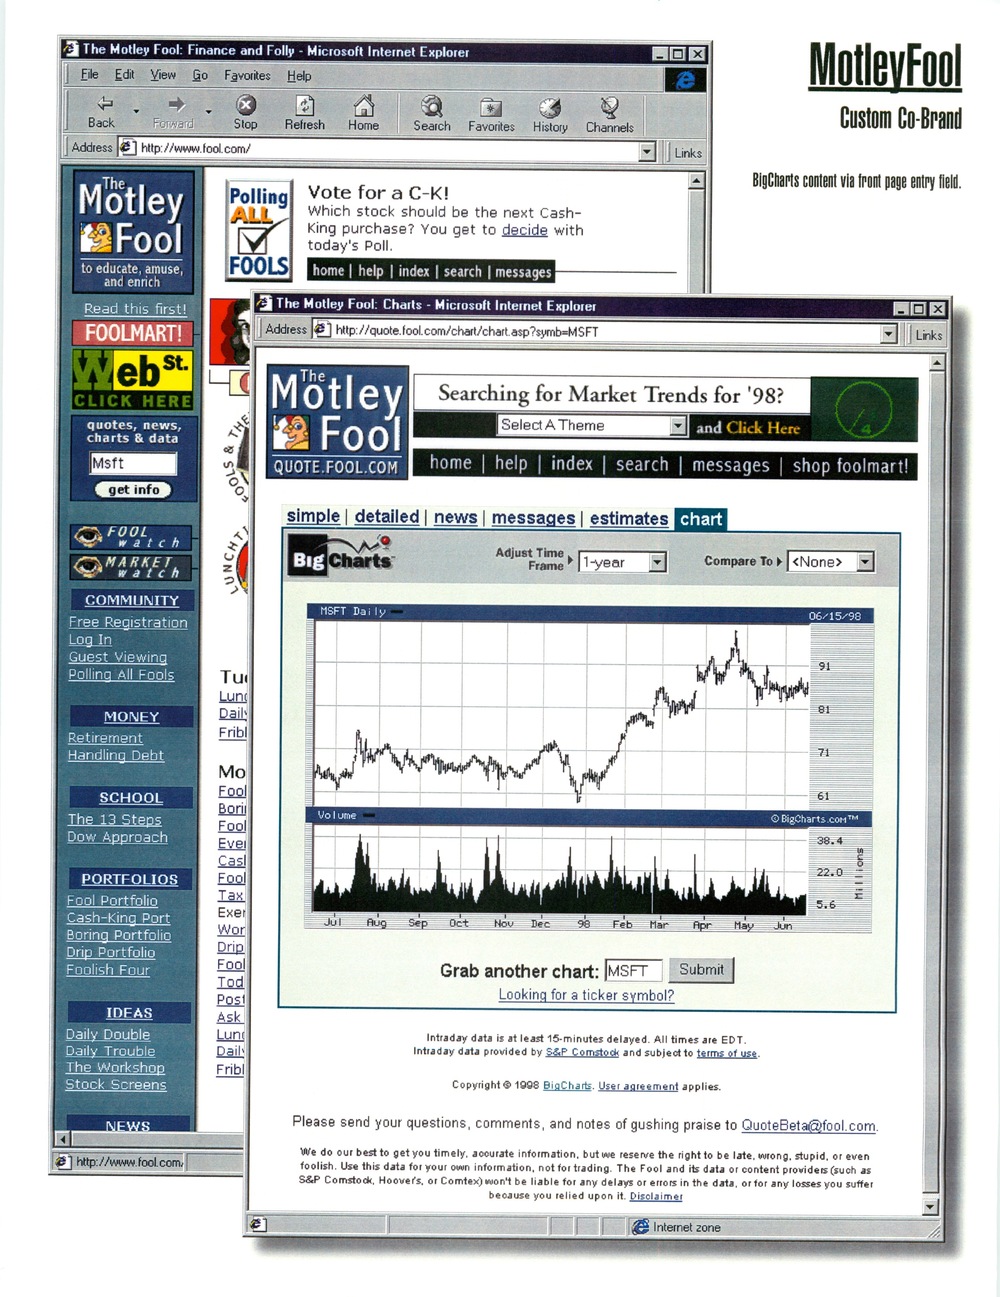 MotleyFool
Custom Co-Brand
BigCharts content via front page entry field.
The Motley Fool: Finance and Folly - Microsoft Internet Explorer
File Edit View Go Favorites Help
Back Forward Stop Refresh Home Search Favorites History Channels
Address http://www.fool.com/ Links
The
Motley
Fool
to educate, amuse,
and enrich
Read this first!
FOOLMART!
Web St.
CLICK HERE
quotes, news,
charts & data
Msft
get info
FOOL
watch
MARKET
watch
COMMUNITY
Free Registration
Log In
Guest Viewing
Polling All Fools
MONEY
Retirement
Handling Debt
SCHOOL
The 13 Steps
Dow Approach
PORTFOLIOS
Fool Portfolio
Cash-King Port
Boring Portfolio
Drip Portfolio
Foolish Four
IDEAS
Daily Double
Daily Trouble
The Workshop
Stock Screens
NEWS
http://www.fool.com
Polling
ALL
FOOLS
Vote for a C-K!
Which stock should be the next Cash-
King purchase? You get to decide with
today's Poll.
home | help | index | search | messages
FOOLS & THE
LUNCHT
Tue
Lunc
Daily
Fribl
Mo
Fool
Bori
Fool
Eve
Cas
Fool
Tax
Exer
Wor
Drip
Fool
Tod
Post
Ask
Lunc
Daily
Fribl
The Motley Fool: Charts - Microsoft Internet Explorer
Address http://quote.fool.com/chart/chart.asp?symb=MSFT Links
The
Motley
Fool
QUOTE.FOOL.COM
Searching for Market Trends for '98?
Select A Theme and Click Here
home | help | index | search | messages | shop foolmart!
simple | detailed | news | messages | estimates chart
BigCharts
Adjust Time
Frame 1-year Compare To <None>
MSFT Daily 06/15/98
91
81
71
61
Volume © BigCharts.com™
38.4
22.0
5.6
Millions
Jul Aug Sep Oct Nov Dec 98 Feb Mar Apr May Jun
Grab another chart: MSFT Submit
Looking for a ticker symbol?
Intraday data is at least 15-minutes delayed. All times are EDT.
Intraday data provided by S&P Comstock and subject to terms of use.
Copyright © 1998 BigCharts. User agreement applies.
Please send your questions, comments, and notes of gushing praise to QuoteBeta@fool.com.
We do our best to get you timely, accurate information, but we reserve the right to be late, wrong, stupid, or even
foolish. Use this data for your own information, not for trading. The Fool and its data or content providers (such as
S&P Comstock, Hoover's, or Comtex) won't be liable for any delays or errors in the data, or for any losses you suffer
because you relied upon it. Disclaimer
Internet zone